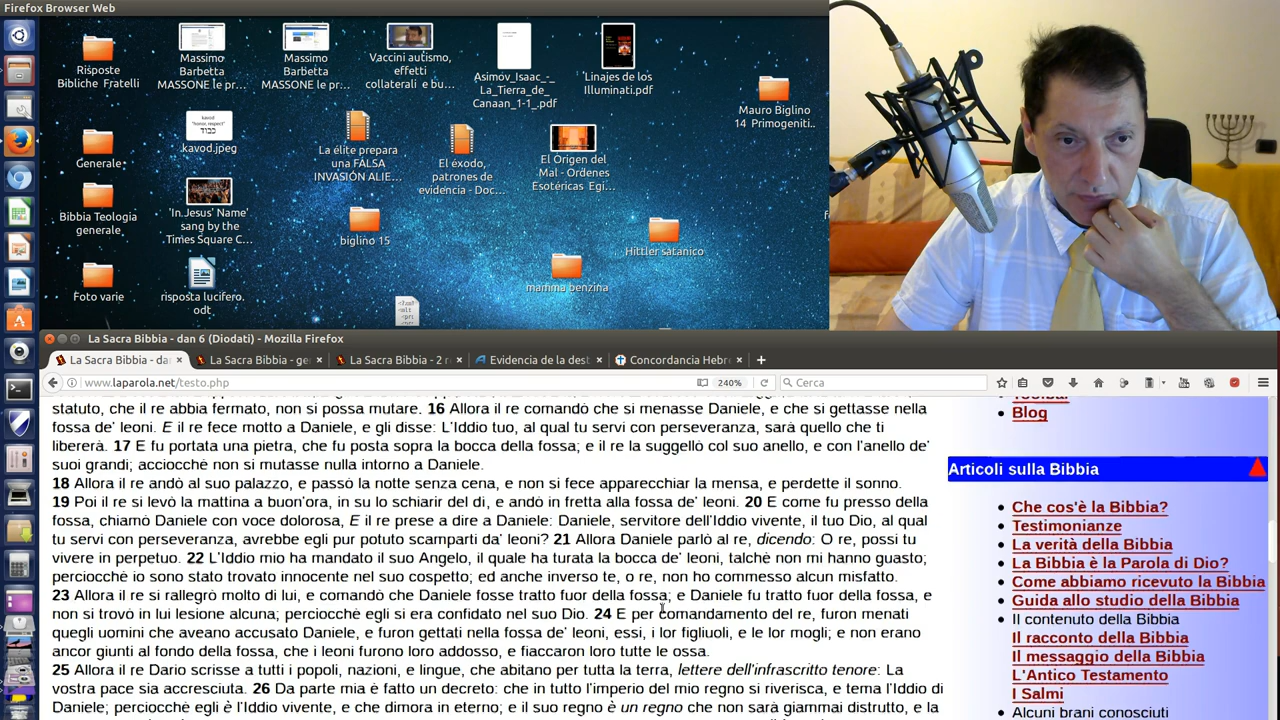 Firefox Browser Web
Risposte
Bibliche Fratelli
Massimo
Barbetta
MASSONE le pr...
Massimo
Barbetta
MASSONE le pr...
Vaccini autismo,
effetti
collaterali e bu...
Asimov_Isaac_-_
La_Tierra_de_
Canaan_1-1_.pdf
'Linajes de los
Illuminati.pdf
Mauro Biglino
14 Primogeniti..
Generale
kavod
"honor, respect"
כבוד
kavod.jpeg
La élite prepara
una FALSA
INVASIÓN ALIE...
El éxodo,
patrones de
evidencia - Doc...
El Origen del
Mal - Ordenes
Esotéricas Egi...
Bibbia Teologia
generale
'In Jesus' Name'
sang by the
Times Square C...
biglino 15
Hittler satanico
Foto varie
risposta lucifero.
odt
mamma benzina
La Sacra Bibbia - dan 6 (Diodati) - Mozilla Firefox
La Sacra Bibbia - da
La Sacra Bibbia - ge
La Sacra Bibbia - 2 r
Evidencia de la dest
Concordancia Hebr
www.laparola.net/testo.php
240%
Cerca
statuto, che il re abbia fermato, non si possa mutare. 16 Allora il re comandò che si menasse Daniele, e che si gettasse nella
fossa de' leoni. E il re fece motto a Daniele, e gli disse: L'Iddio tuo, al qual tu servi con perseveranza, sarà quello che ti
libererà. 17 E fu portata una pietra, che fu posta sopra la bocca della fossa; e il re la suggellò col suo anello, e con l'anello de'
suoi grandi; acciocchè non si mutasse nulla intorno a Daniele.
18 Allora il re andò al suo palazzo, e passò la notte senza cena, e non si fece apparecchiar la mensa, e perdette il sonno.
19 Poi il re si levò la mattina a buon'ora, in su lo schiarir del dì, e andò in fretta alla fossa de' leoni. 20 E come fu presso della
fossa, chiamò Daniele con voce dolorosa, E il re prese a dire a Daniele: Daniele, servitore dell'Iddio vivente, il tuo Dio, al qual
tu servi con perseveranza, avrebbe egli pur potuto scamparti da' leoni? 21 Allora Daniele parlò al re, dicendo: O re, possi tu
vivere in perpetuo. 22 L'Iddio mio ha mandato il suo Angelo, il quale ha turata la bocca de' leoni, talchè non mi hanno guasto;
perciocchè io sono stato trovato innocente nel suo cospetto, ed anche inverso te, o re, non ho commesso alcun misfatto.
23 Allora il re si rallegrò molto di lui, e comandò che Daniele fosse tratto fuor della fossa; e Daniele fu tratto fuor della fossa, e
non si trovò in lui lesione alcuna; perciocchè egli si era confidato nel suo Dio. 24 E per comandamento del re, furon menati
quegli uomini che aveano accusato Daniele, e furon gettati nella fossa de' leoni, essi, i lor figliuoli, e le lor mogli; e non erano
ancor giunti al fondo della fossa, che i leoni furono loro addosso, e fiaccaron loro tutte le ossa.
25 Allora il re Dario scrisse a tutti i popoli, nazioni, e lingue, che abitano per tutta la terra, lettere dell'infrascritto tenore: La
vostra pace sia accresciuta. 26 Da parte mia è fatto un decreto: che in tutto l'imperio del mio regno si riverisca, e tema l'Iddio di
Daniele; perciocchè egli è l'Iddio vivente, e che dimora in eterno; e il suo regno è un regno che non sarà giammai distrutto, e la
Toolbar
Blog
Articoli sulla Bibbia
Che cos'è la Bibbia?
Testimonianze
La verità della Bibbia
La Bibbia è la Parola di Dio?
Come abbiamo ricevuto la Bibbia
Guida allo studio della Bibbia
Il contenuto della Bibbia
Il racconto della Bibbia
Il messaggio della Bibbia
L'Antico Testamento
I Salmi
Alcuni brani conosciuti